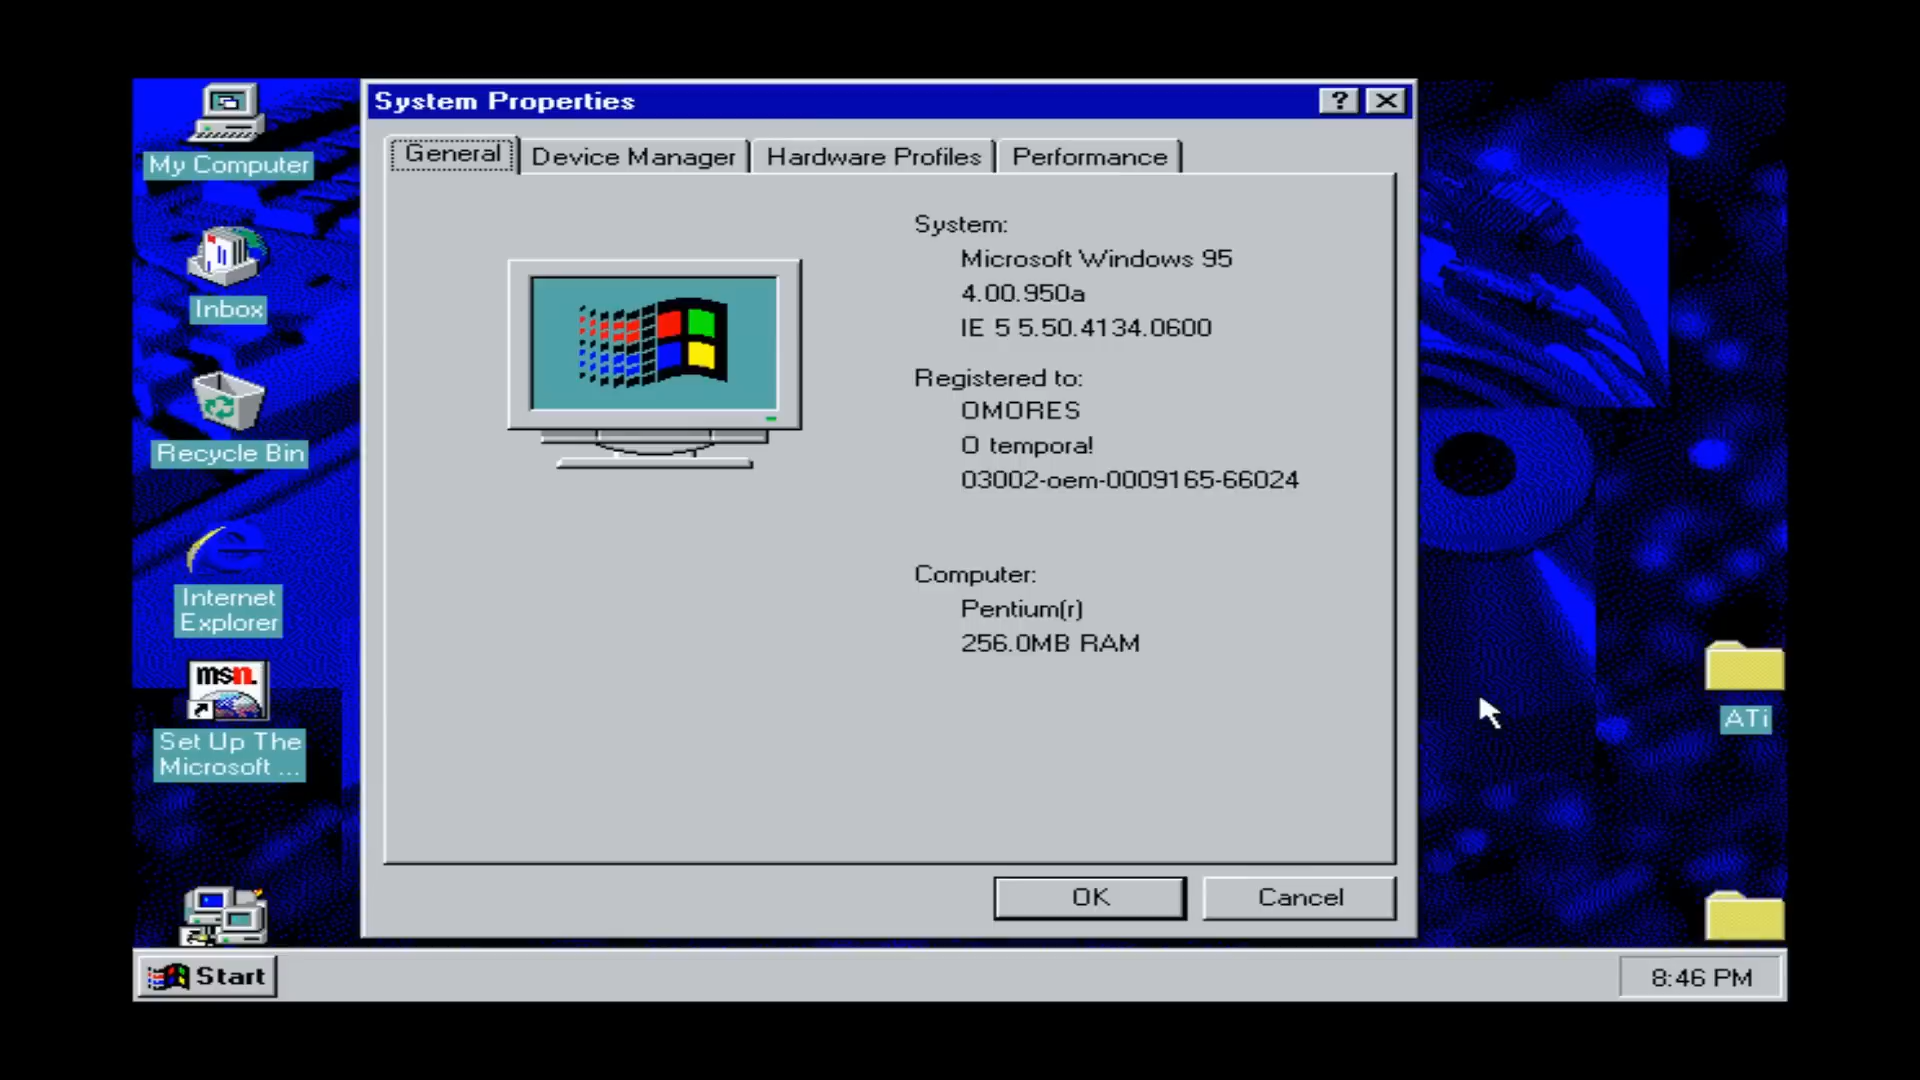 System Properties
? X
General Device Manager Hardware Profiles Performance
System:
Microsoft Windows 95
4.00.950a
IE 5 5.50.4134.0600
Registered to:
OMORES
O tempora!
03002-oem-0009165-66024
Computer:
Pentium(r)
256.0MB RAM
OK Cancel
My Computer
Inbox
Recycle Bin
Internet
Explorer
msn.
Set Up The
Microsoft ...
ATi
Start
8:46 PM